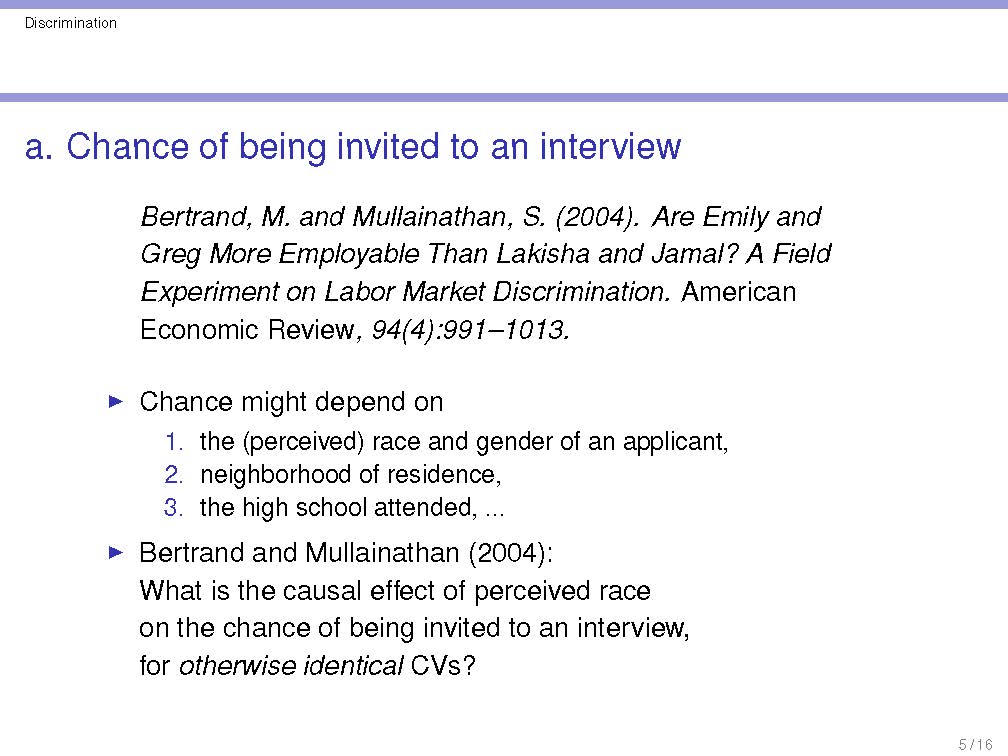 Discrimination
a. Chance of being invited to an interview
Bertrand, M. and Mullainathan, S. (2004). Are Emily and
Greg More Employable Than Lakisha and Jamal? A Field
Experiment on Labor Market Discrimination. American
Economic Review, 94(4):991–1013.
▶ Chance might depend on
1. the (perceived) race and gender of an applicant,
2. neighborhood of residence,
3. the high school attended, ...
▶ Bertrand and Mullainathan (2004):
What is the causal effect of perceived race
on the chance of being invited to an interview,
for otherwise identical CVs?
5 / 16